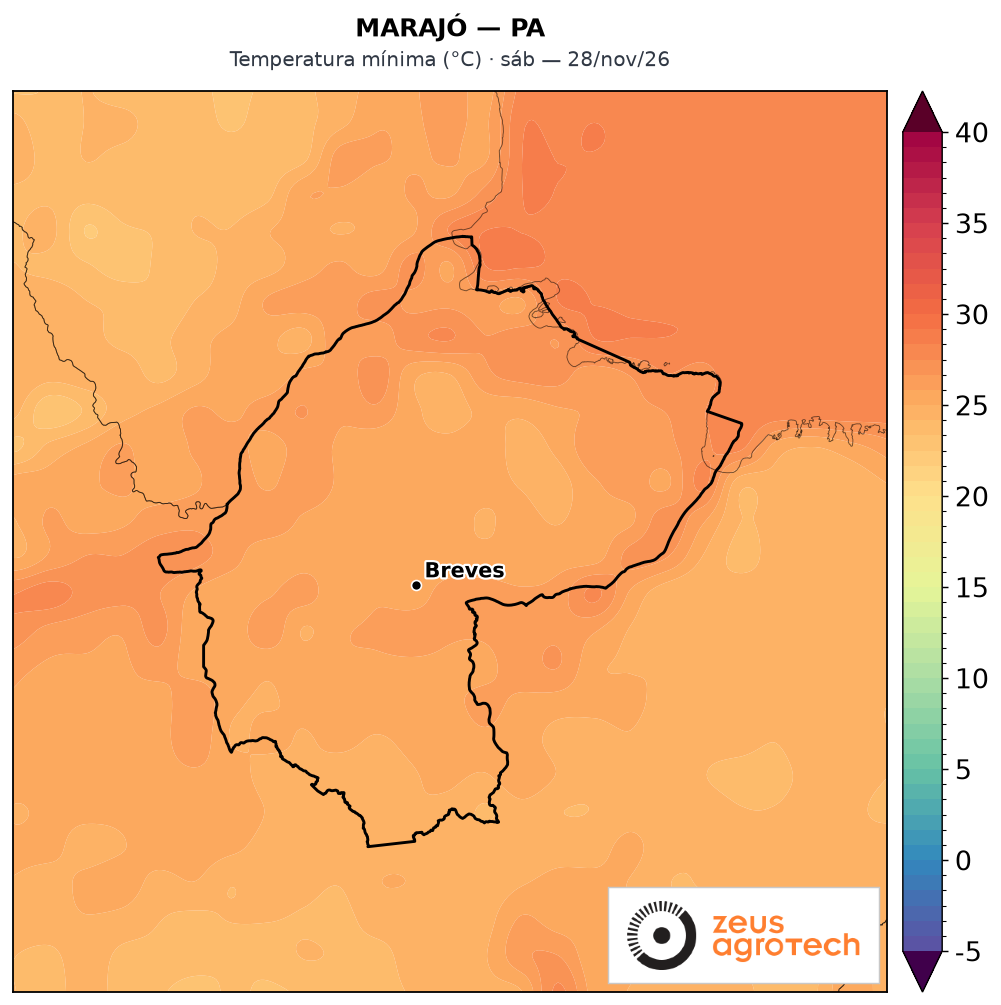 MARAJÓ — PA
Temperatura mínima (°C) · sáb — 28/nov/26
40
35
30
25
20
15
10
5
0
-5
Breves
zeus
agrotech